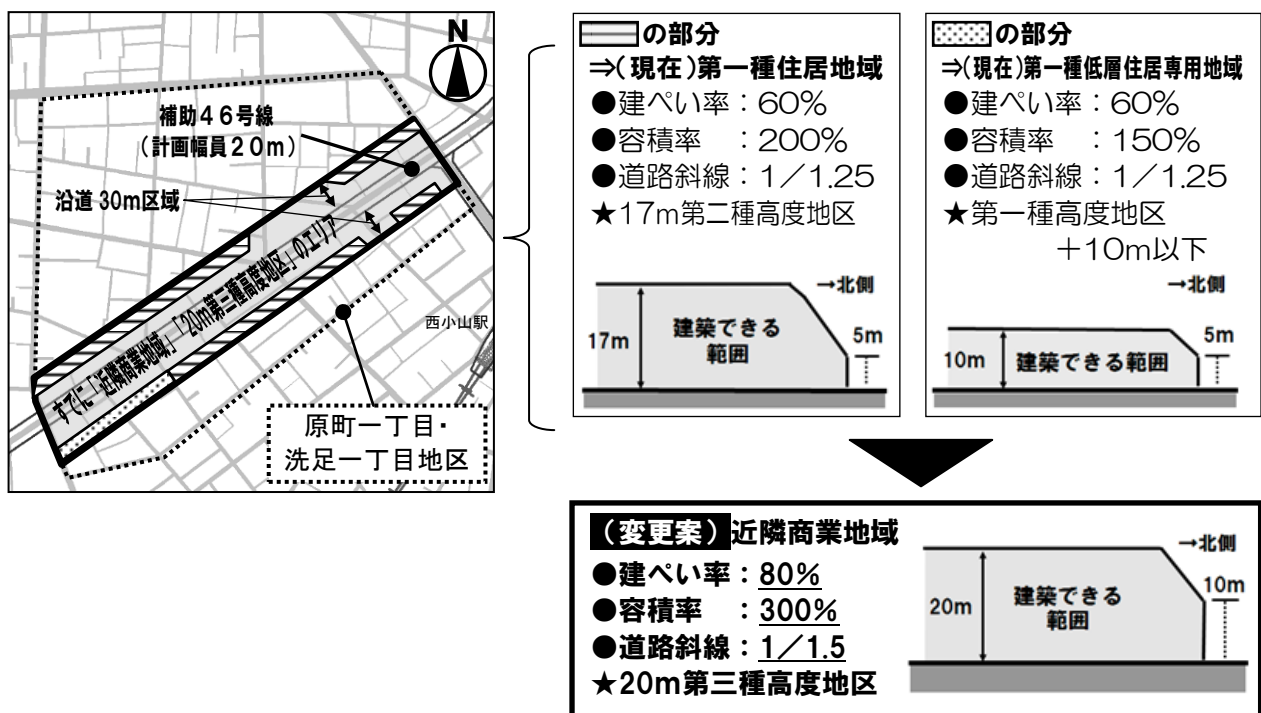 N
補助46号線
(計画幅員20m)
沿道 30m区域
すでに「近隣商業地域」「20m第三種高度地区」のエリア
西小山駅
原町一丁目・
洗足一丁目地区
の部分
⇒(現在)第一種住居地域
●建ぺい率：60%
●容積率：200%
●道路斜線：1／1.25
★17m第二種高度地区
→北側
17m
建築できる
範囲
5m
の部分
⇒(現在)第一種低層住居専用地域
●建ぺい率：60%
●容積率：150%
●道路斜線：1／1.25
★第一種高度地区
＋10m以下
→北側
10m
建築できる範囲
5m
（変更案）近隣商業地域
●建ぺい率：80%
●容積率　：300%
●道路斜線：1／1.5
★20m第三種高度地区
→北側
20m
建築できる
範囲
10m